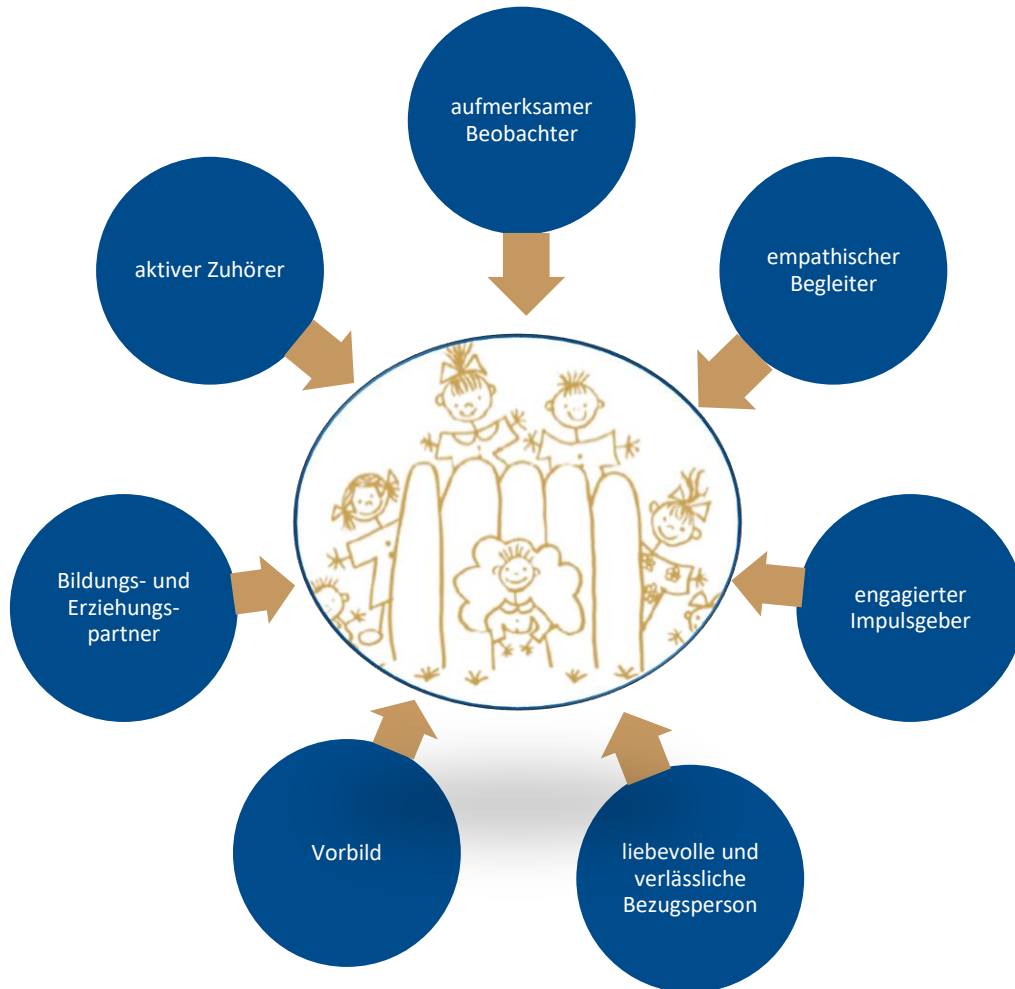 aufmerksamer
Beobachter
empathischer
Begleiter
engagierter
Impulsgeber
liebevolle und
verlässliche
Bezugsperson
Vorbild
Bildungs- und
Erziehungs-
partner
aktiver Zuhörer